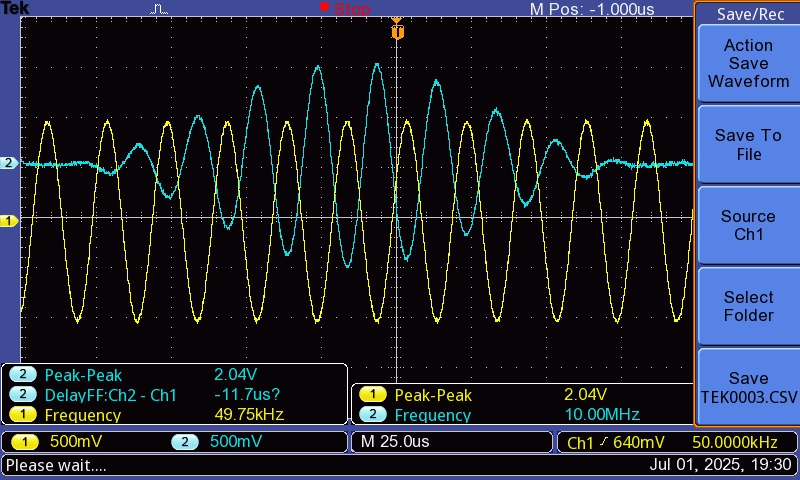 Tek
Stop
M Pos: -1.000us
T
Save/Rec
Action
Save
Waveform
Save To
File
Source
Ch1
Select
Folder
Save
TEK0003.CSV
2
1
2 Peak-Peak 2.04V
2 DelayFF:Ch2 - Ch1 -11.7us?
1 Frequency 49.75kHz
1 Peak-Peak 2.04V
2 Frequency 10.00MHz
1 500mV 2 500mV M 25.0us Ch1 640mV 50.0000kHz
Please wait.... Jul 01, 2025, 19:30